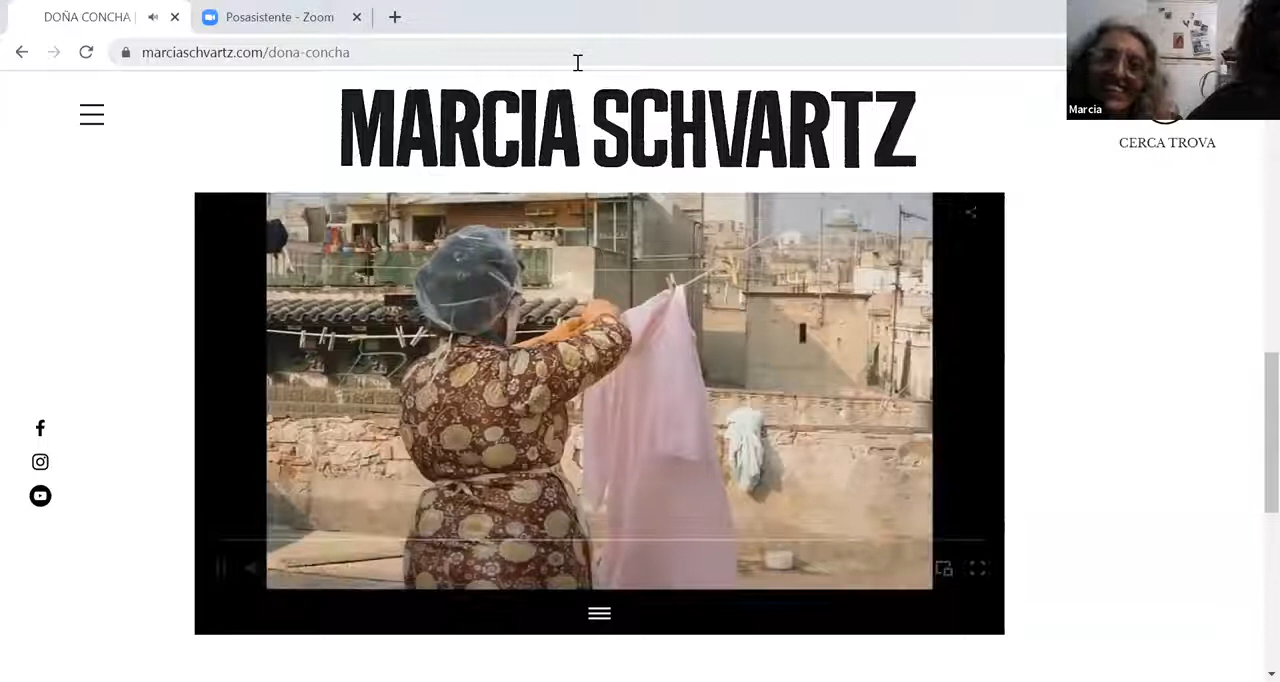 DOÑA CONCHA |
Posasistente - Zoom
marciaschvartz.com/dona-concha
Marcia
MARCIA SCHVARTZ
CERCA TROVA